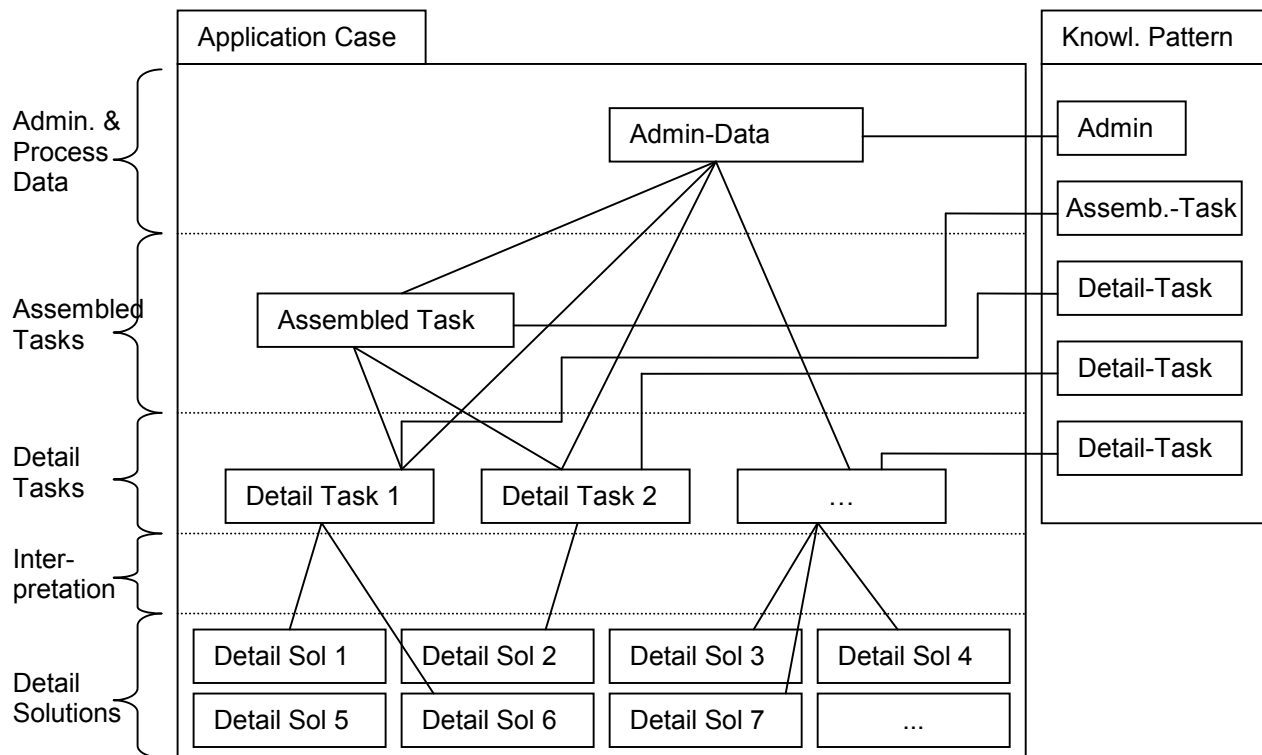 Application Case
Knowl. Pattern
Admin. &
Process
Data
Admin-Data
Admin
Assemb.-Task
Assembled
Tasks
Assembled Task
Detail-Task
Detail-Task
Detail
Tasks
Detail Task 1
Detail Task 2
...
Detail-Task
Inter-
pretation
Detail
Solutions
Detail Sol 1
Detail Sol 2
Detail Sol 3
Detail Sol 4
Detail Sol 5
Detail Sol 6
Detail Sol 7
...